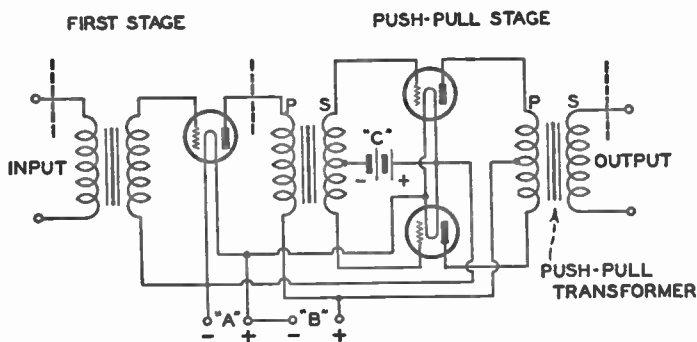 FIRST STAGE
PUSH-PULL STAGE
P
S
"C"
P
S
INPUT
- +
OUTPUT
PUSH-PULL
TRANSFORMER
"A" "B"
- + - +